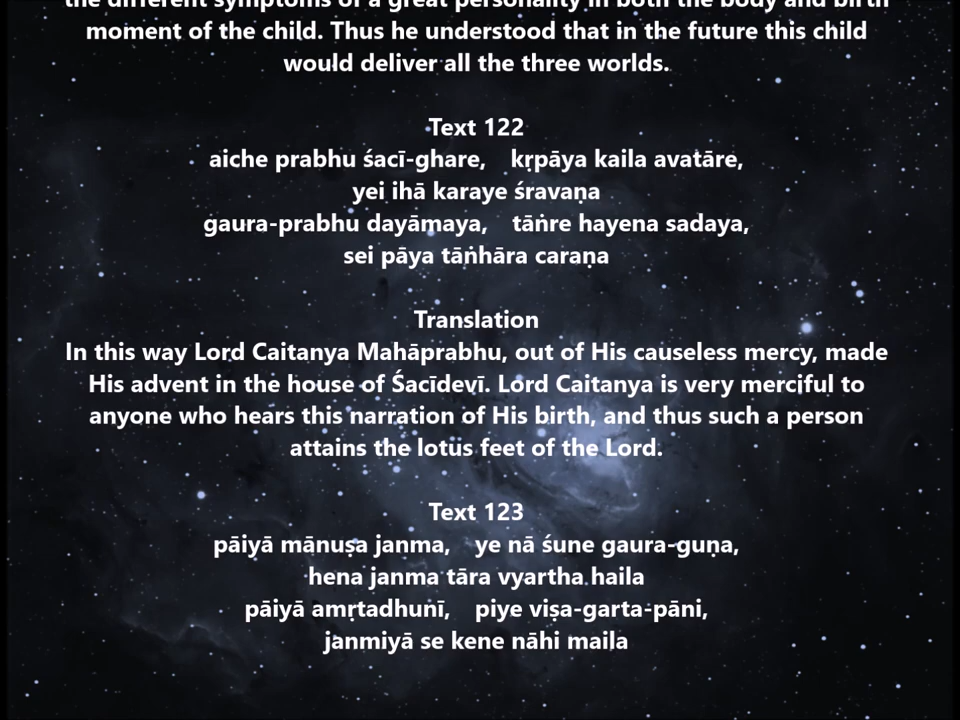 the different symptoms of a great personality in both the body and birth
moment of the child. Thus he understood that in the future this child
would deliver all the three worlds.
Text 122
aiche prabhu śacī-ghare, kṛpāya kaila avatāre,
yei ihā karaye śravaṇa
gaura-prabhu dayāmaya, tāṅre hayena sadaya,
sei pāya tāṅhāra caraṇa
Translation
In this way Lord Caitanya Mahāprabhu, out of His causeless mercy, made
His advent in the house of Śacīdevī. Lord Caitanya is very merciful to
anyone who hears this narration of His birth, and thus such a person
attains the lotus feet of the Lord.
Text 123
pāiyā mānuṣa janma, ye nā śune gaura-guṇa,
hena janma tāra vyartha haila
pāiyā amṛtadhunī, piye viṣa-garta-pāni,
janmiyā se kene nāhi maila